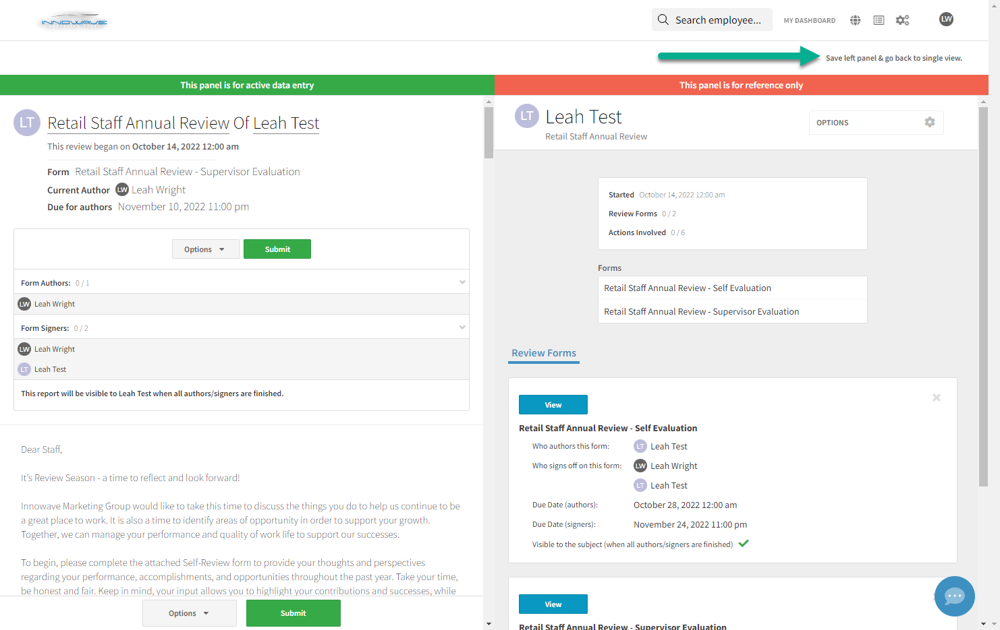 INNOWAVE
Search employee...
MY DASHBOARD
LW
Save left panel & go back to single view.
This panel is for active data entry
LT
Retail Staff Annual Review Of Leah Test
This review began on October 14, 2022 12:00 am
Form Retail Staff Annual Review - Supervisor Evaluation
Current Author LW Leah Wright
Due for authors November 10, 2022 11:00 pm
Options
Submit
Form Authors: 0 / 1
LW Leah Wright
Form Signers: 0 / 2
LW Leah Wright
LT Leah Test
This report will be visible to Leah Test when all authors/signers are finished.
Dear Staff,
It's Review Season - a time to reflect and look forward!
Innowave Marketing Group would like to take this time to discuss the things you do to help us continue to be
a great place to work. It is also a time to identify areas of opportunity in order to support your growth.
Together, we can manage your performance and quality of work life to support our successes.
To begin, please complete the attached Self-Review form to provide your thoughts and perspectives
regarding your performance, accomplishments, and opportunities throughout the past year. Take your time,
be honest and fair. Keep in mind, your input allows you to highlight your contributions and successes, while
Options
Submit
This panel is for reference only
LT
Leah Test
Retail Staff Annual Review
OPTIONS
Started October 14, 2022 12:00 am
Review Forms 0 / 2
Actions Involved 0 / 6
Forms
Retail Staff Annual Review - Self Evaluation
Retail Staff Annual Review - Supervisor Evaluation
Review Forms
View
Retail Staff Annual Review - Self Evaluation
Who authors this form: LT Leah Test
Who signs off on this form: LW Leah Wright
LT Leah Test
Due Date (authors): October 28, 2022 12:00 am
Due Date (signers): November 24, 2022 11:00 pm
Visible to the subject (when all authors/signers are finished)
View
Retail Staff Annual Review - Supervisor Evaluation